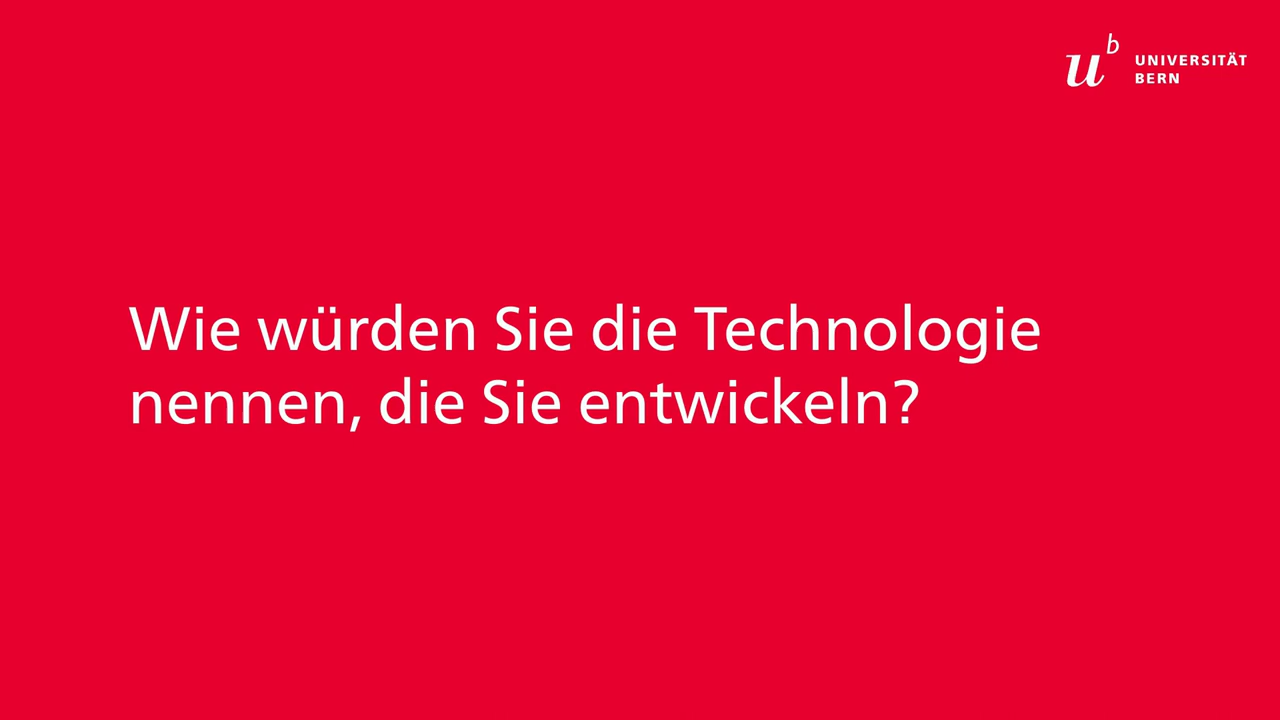 u
b
UNIVERSITÄT
BERN
Wie würden Sie die Technologie
nennen, die Sie entwickeln?